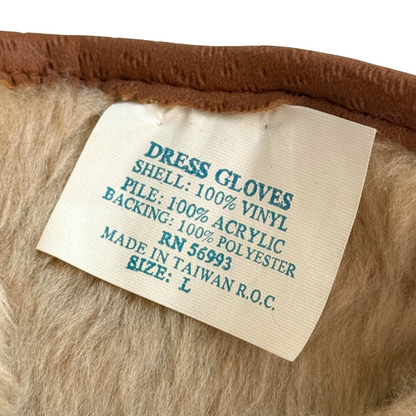 DRESS GLOVES
SHELL: 100% VINYL
PILE: 100% ACRYLIC
BACKING: 100% POLYESTER
RN 56993
MADE IN TAIWAN R.O.C.
SIZE: L